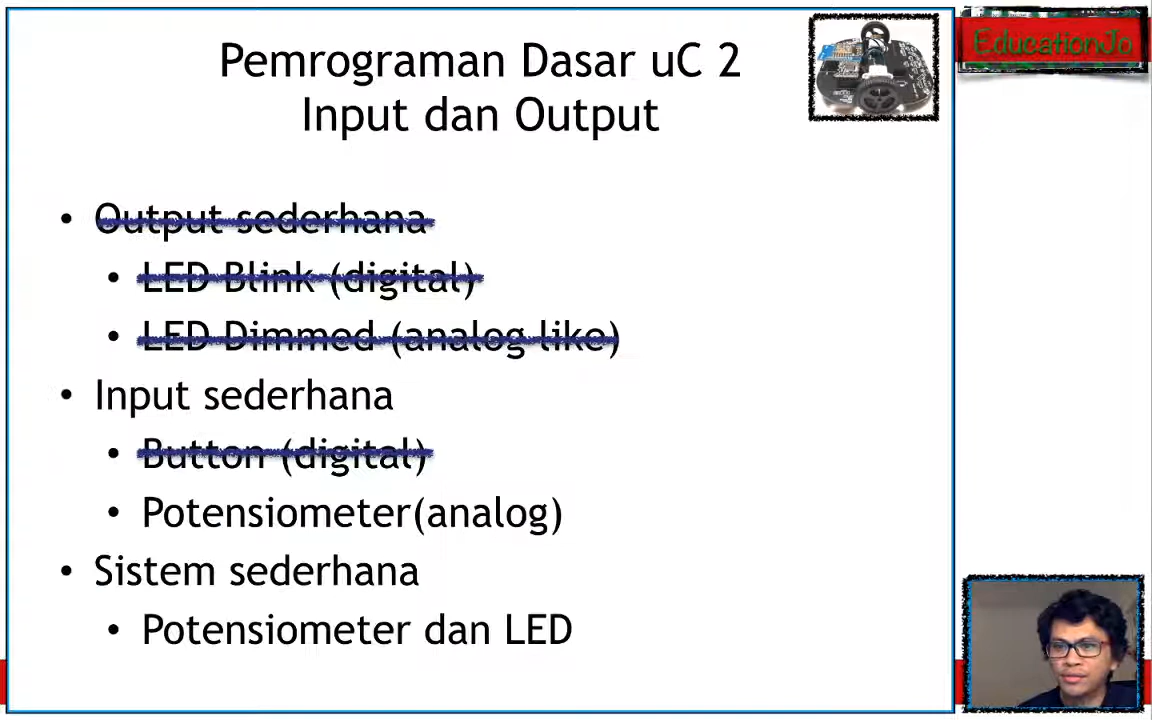 Pemrograman Dasar uC 2
Input dan Output
EducationJo
• Output sederhana
• LED Blink (digital)
• LED Dimmed (analog like)
• Input sederhana
• Button (digital)
• Potensiometer(analog)
• Sistem sederhana
• Potensiometer dan LED